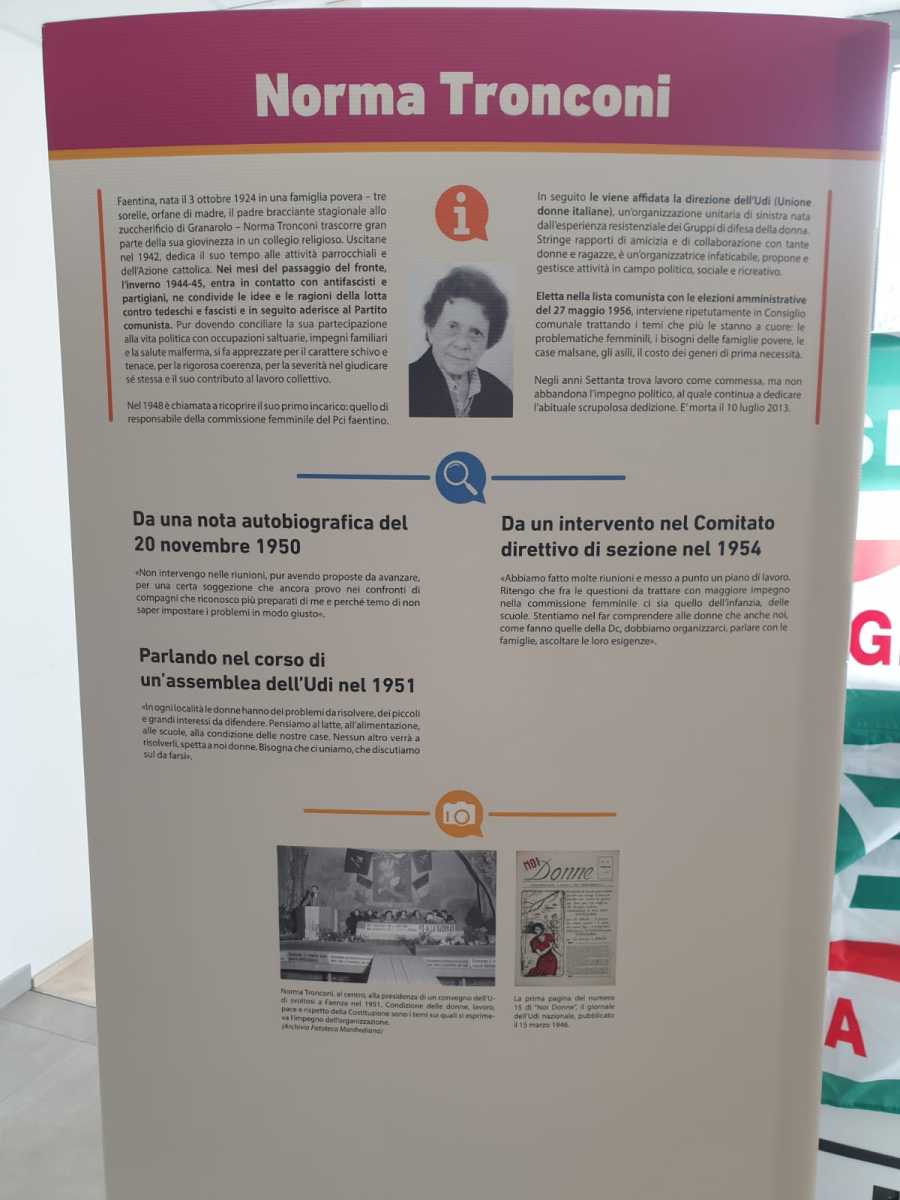 Norma Tronconi
Faentina, nata il 3 ottobre 1924 in una famiglia povera – tre
sorelle, orfane di madre, il padre bracciante stagionale allo
zuccherificio di Granarolo – Norma Tronconi trascorre gran
parte della sua giovinezza in un collegio religioso. Uscitane
nel 1942, dedica il suo tempo alle attività parrocchiali e
dell'Azione cattolica. Nei mesi del passaggio del fronte,
l'inverno 1944-45, entra in contatto con antifascisti e
partigiani, ne condivide le idee e le ragioni della lotta
contro tedeschi e fascisti e in seguito aderisce al Partito
comunista. Pur dovendo conciliare la sua partecipazione
alla vita politica con occupazioni saltuarie, impegni familiari
e la salute malferma, si fa apprezzare per il carattere schivo e
tenace, per la rigorosa coerenza, per la severità nel giudicare
sé stessa e il suo contributo al lavoro collettivo.
Nel 1948 è chiamata a ricoprire il suo primo incarico: quello di
responsabile della commissione femminile del Pci faentino.
In seguito le viene affidata la direzione dell'Udi (Unione
donne italiane), un'organizzazione unitaria di sinistra nata
dall'esperienza resistenziale dei Gruppi di difesa della donna.
Stringe rapporti di amicizia e di collaborazione con tante
donne e ragazze, è un'organizzatrice infaticabile, propone e
gestisce attività in campo politico, sociale e ricreativo.
Eletta nella lista comunista con le elezioni amministrative
del 27 maggio 1956, interviene ripetutamente in Consiglio
comunale trattando i temi che più le stanno a cuore: le
problematiche femminili, i bisogni delle famiglie povere, le
case malsane, gli asili, il costo dei generi di prima necessità.
Negli anni Settanta trova lavoro come commessa, ma non
abbandona l'impegno politico, al quale continua a dedicare
l'abituale scrupolosa dedizione. E' morta il 10 luglio 2013.
Da una nota autobiografica del
20 novembre 1950
«Non intervengo nelle riunioni, pur avendo proposte da avanzare,
per una certa soggezione che ancora provo nei confronti di
compagni che riconosco più preparati di me e perché temo di non
saper impostare i problemi in modo giusto».
Parlando nel corso di
un'assemblea dell'Udi nel 1951
«In ogni località le donne hanno dei problemi da risolvere, dei piccoli
e grandi interessi da difendere. Pensiamo al latte, all'alimentazione,
alle scuole, alla condizione delle nostre case. Nessun altro verrà a
risolverli, spetta a noi donne. Bisogna che ci uniamo, che discutiamo
sul da farsi».
Da un intervento nel Comitato
direttivo di sezione nel 1954
«Abbiamo fatto molte riunioni e messo a punto un piano di lavoro.
Ritengo che fra le questioni da trattare con maggiore impegno
nella commissione femminile ci sia quello dell'infanzia, delle
scuole. Stentiamo nel far comprendere alle donne che anche noi,
come fanno quelle della Dc, dobbiamo organizzarci, parlare con le
famiglie, ascoltare le loro esigenze».
NOI
Donne
Norma Tronconi, al centro, alla presidenza di un convegno dell'U-
di svoltosi a Faenza nel 1951. Condizione delle donne, lavoro,
pace e rispetto della Costituzione sono i temi sui quali si esprime-
va l'impegno dell'organizzazione.
(Archivio Fototeca Manfrediana)
La prima pagina del numero
15 di "Noi Donne", il giornale
dell'Udi nazionale, pubblicato
il 15 marzo 1946.
S
G
A